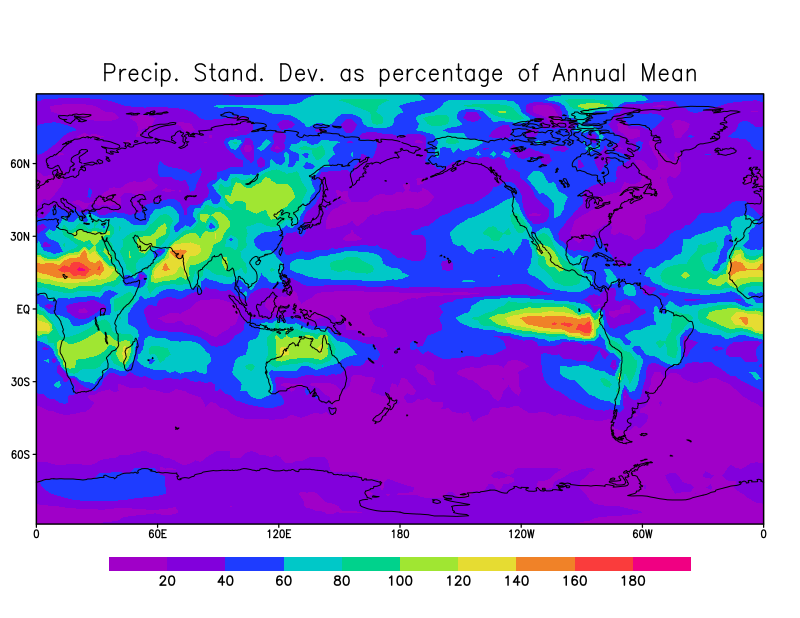 Precip. Stand. Dev. as percentage of Annual Mean
60N
30N
EQ
30S
60S
0 60E 120E 180 120W 60W 0
20 40 60 80 100 120 140 160 180